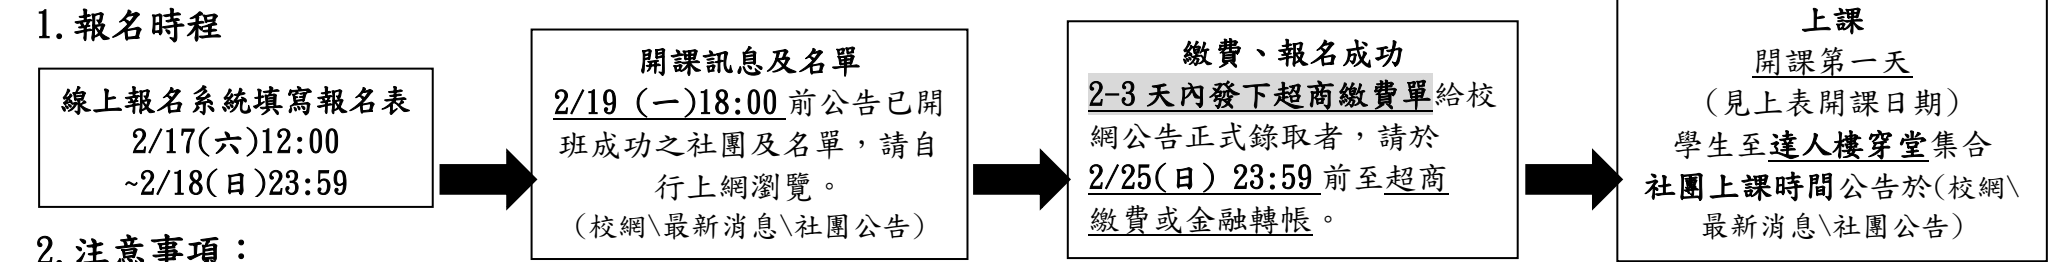 1.報名時程
線上報名系統填寫報名表
2/17(六)12:00
~2/18(日)23:59
開課訊息及名單
2/19 (一)18:00 前公告已開
班成功之社團及名單，請自
行上網瀏覽。
(校網\最新消息\社團公告)
繳費、報名成功
2-3 天內發下超商繳費單給校
網公告正式錄取者，請於
2/25(日) 23:59 前至超商
繳費或金融轉帳。
上課
開課第一天
(見上表開課日期)
學生至達人樓穿堂集合
社團上課時間公告於(校網\
最新消息\社團公告)
2.注意事項：